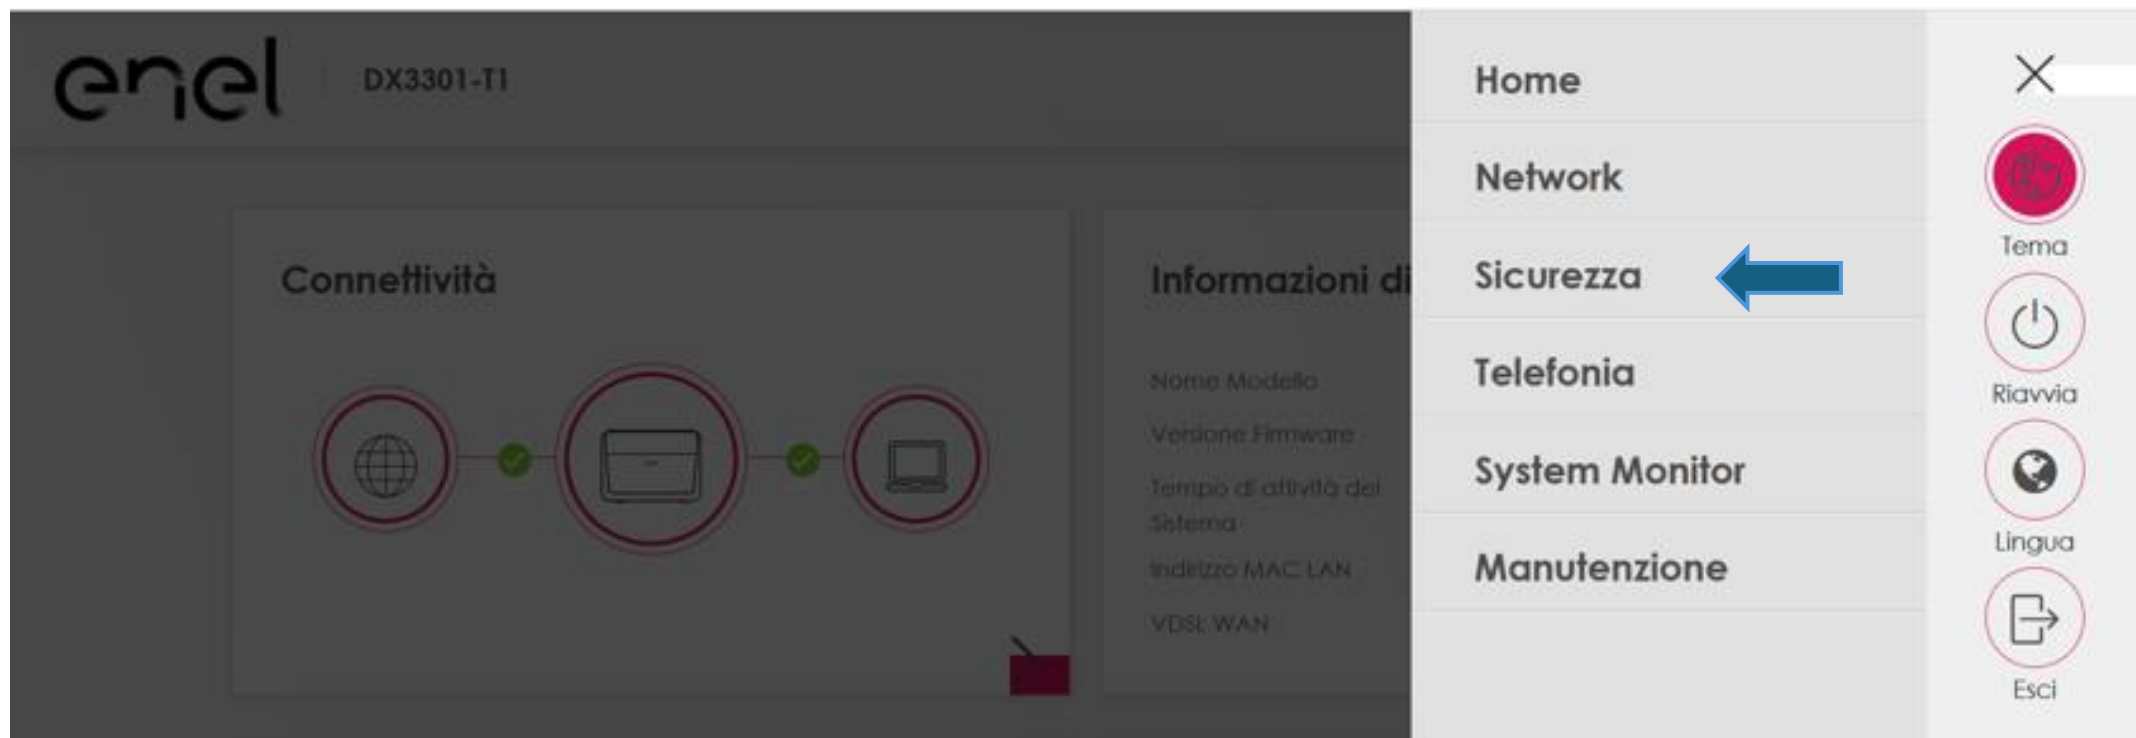 enel
DX3301-T1
Connettività
Informazioni di
Nome Modello
Versione Firmware
Tempo di attività del
Sistema
Indirizzo MAC LAN
VDSL WAN
Home
Network
Sicurezza
Telefonia
System Monitor
Manutenzione
Tema
Riavvia
Lingua
Esci